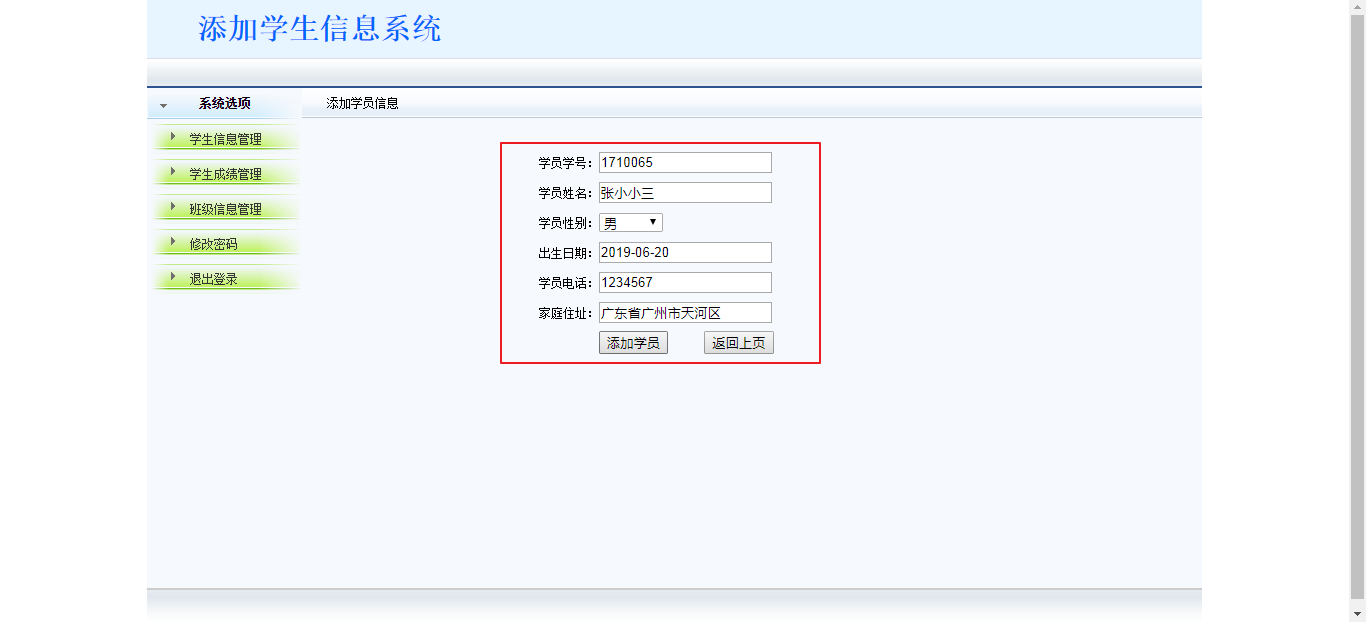 添加学生信息系统
系统选项
添加学员信息
学生信息管理
学生成绩管理
班级信息管理
修改密码
退出登录
学员学号： 1710065
学员姓名： 张小小三
学员性别： 男
出生日期： 2019-06-20
学员电话： 1234567
家庭住址： 广东省广州市天河区
添加学员 返回上页